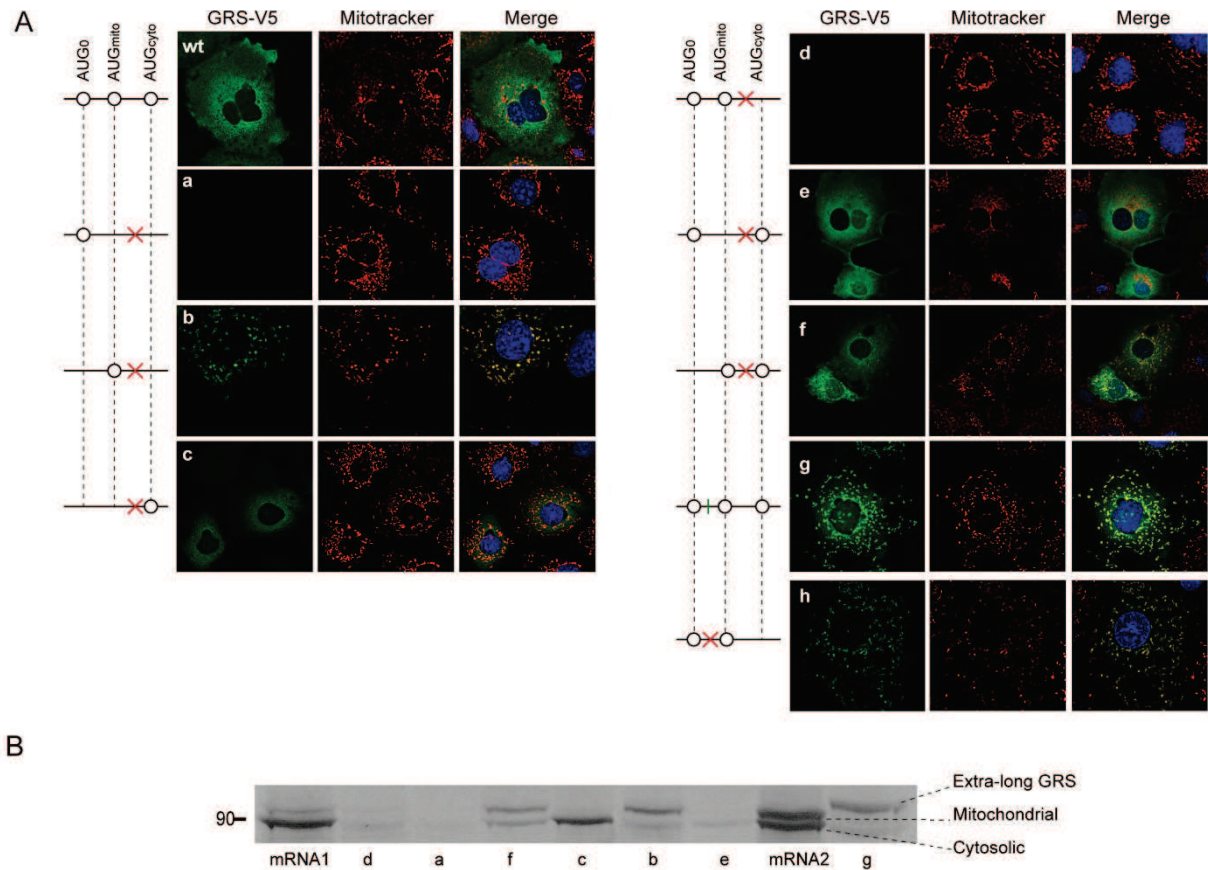 A
GRS-V5 Mitotracker Merge
AUG0 AUGmito AUGcyto
wt
a
b
c
GRS-V5 Mitotracker Merge
AUG0 AUGmito AUGcyto
d
e
f
g
h
B
90
Extra-long GRS
Mitochondrial
Cytosolic
mRNA1 d a f c b e mRNA2 g